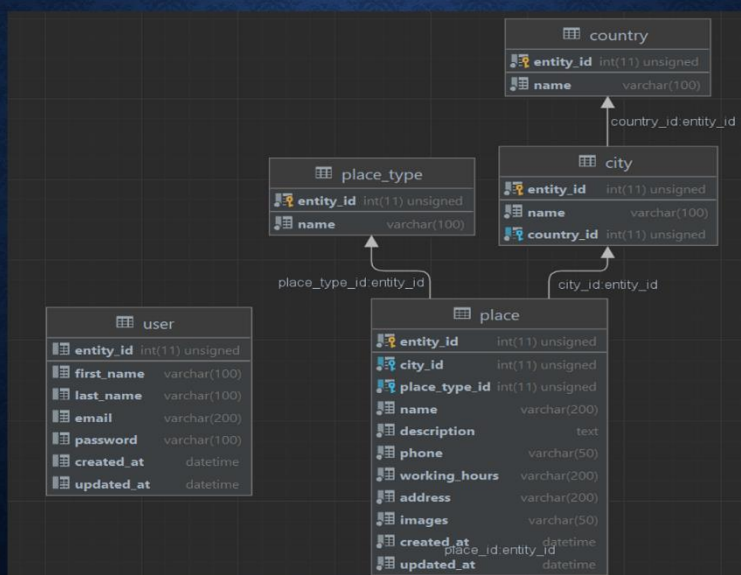 country
entity_id int(11) unsigned
name varchar(100)
country_id:entity_id
place_type
entity_id int(11) unsigned
name varchar(100)
city
entity_id int(11) unsigned
name varchar(100)
country_id int(11) unsigned
place_type_id:entity_id
city_id:entity_id
user
entity_id int(11) unsigned
first_name varchar(100)
last_name varchar(100)
email varchar(200)
password varchar(100)
created_at datetime
updated_at datetime
place
entity_id int(11) unsigned
city_id int(11) unsigned
place_type_id int(11) unsigned
name varchar(200)
description text
phone varchar(50)
working_hours varchar(200)
address varchar(200)
images varchar(50)
created_at datetime
place_id:entity_id
updated_at datetime